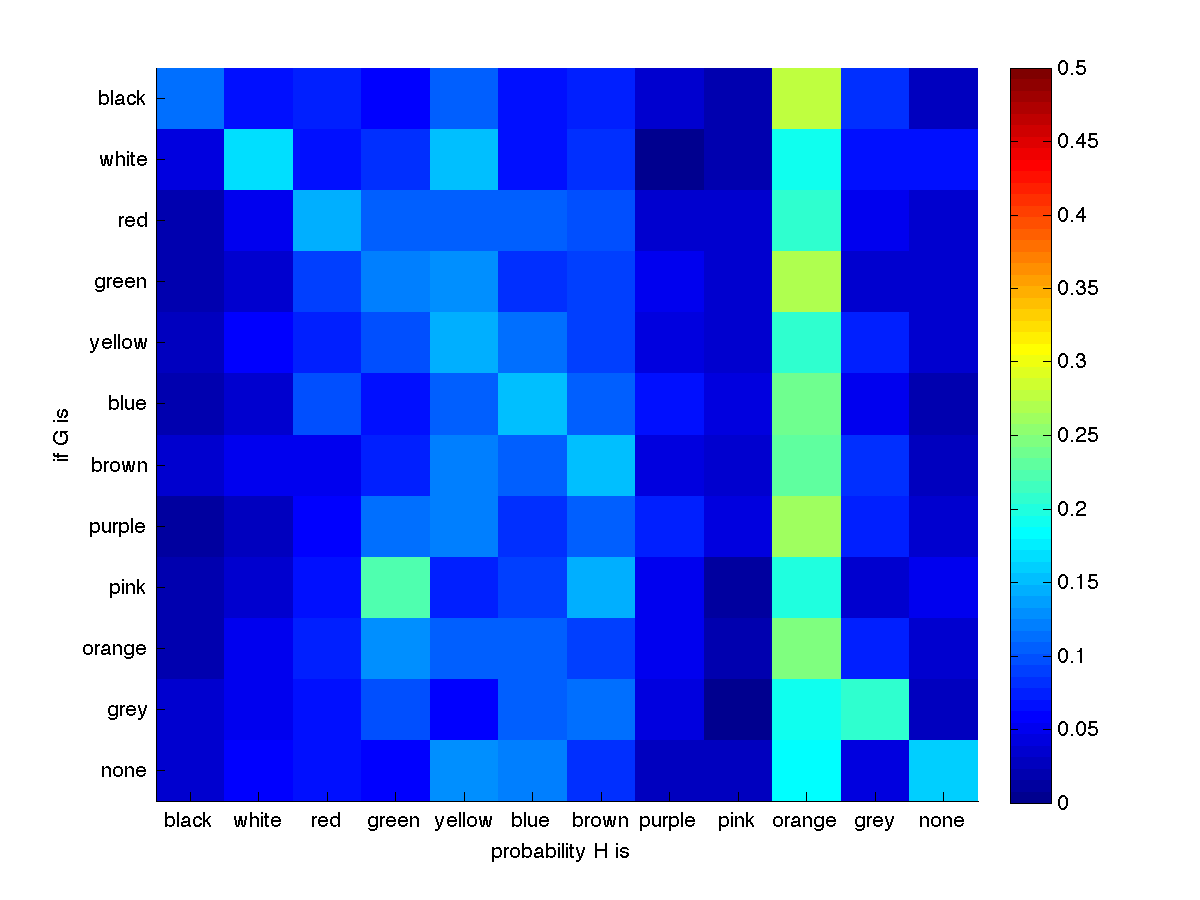 black
white
red
green
yellow
blue
brown
purple
pink
orange
grey
none
if G is
black white red green yellow blue brown purple pink orange grey none
probability H is
0.5
0.45
0.4
0.35
0.3
0.25
0.2
0.15
0.1
0.05
0